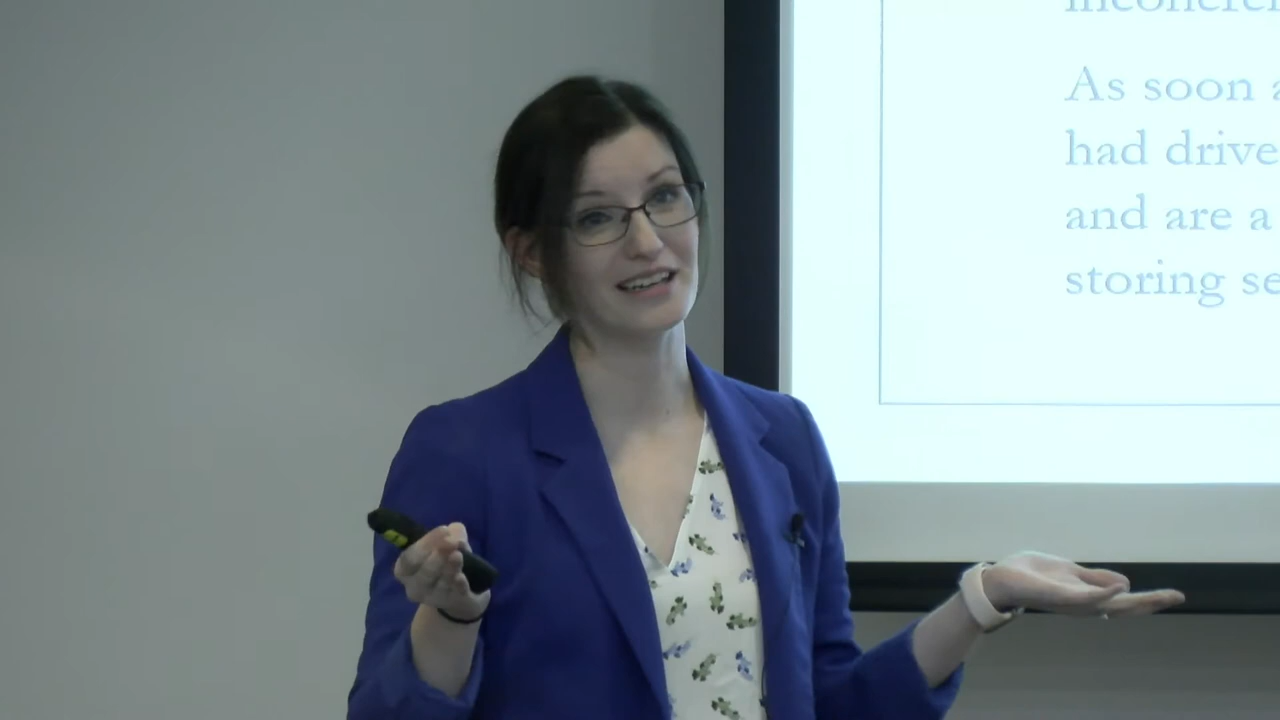 As soon a
had drive
and are a
storing se